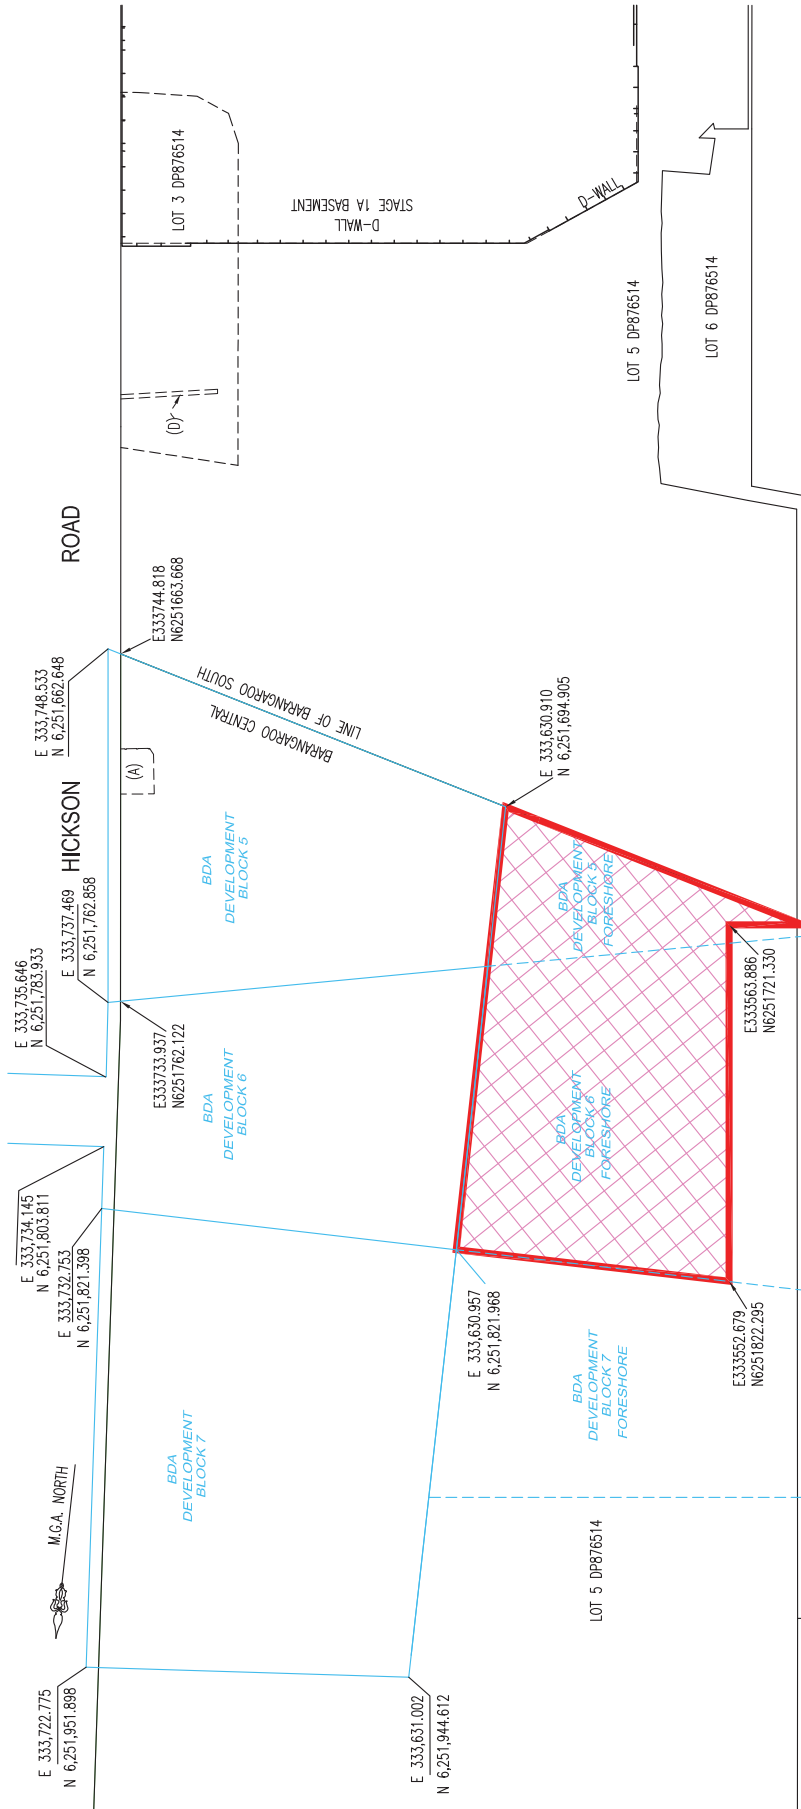 HICKSON
ROAD
M.G.A. NORTH
E 333,722.775
N 6,251,951.898
E 333,631.002
N 6,251,944.612
E 333,734.145
N 6,251,803.811
E 333,732.753
N 6,251,821.398
E 333,735.646
N 6,251,783.933
E 333,737.469
N 6,251,762.858
E333733.937
N6251762.122
E 333,748.533
N 6,251,662.648
E333744.818
N6251663.668
E 333,630.910
N 6,251,694.905
E 333,630.957
N 6,251,821.968
E333552.679
N6251822.295
E333563.886
N6251721.330
BDA
DEVELOPMENT
BLOCK 7
BDA
DEVELOPMENT
BLOCK 6
BDA
DEVELOPMENT
BLOCK 5
BDA
DEVELOPMENT
BLOCK 7
FORESHORE
BDA
DEVELOPMENT
BLOCK 6
FORESHORE
BDA
DEVELOPMENT
BLOCK 5
FORESHORE
BARANGAROO CENTRAL
LINE OF BARANGAROO SOUTH
(A)
(D)
LOT 3 DP876514
D-WALL
STAGE 1A BASEMENT
D-WALL
LOT 5 DP876514
LOT 6 DP876514
LOT 5 DP876514